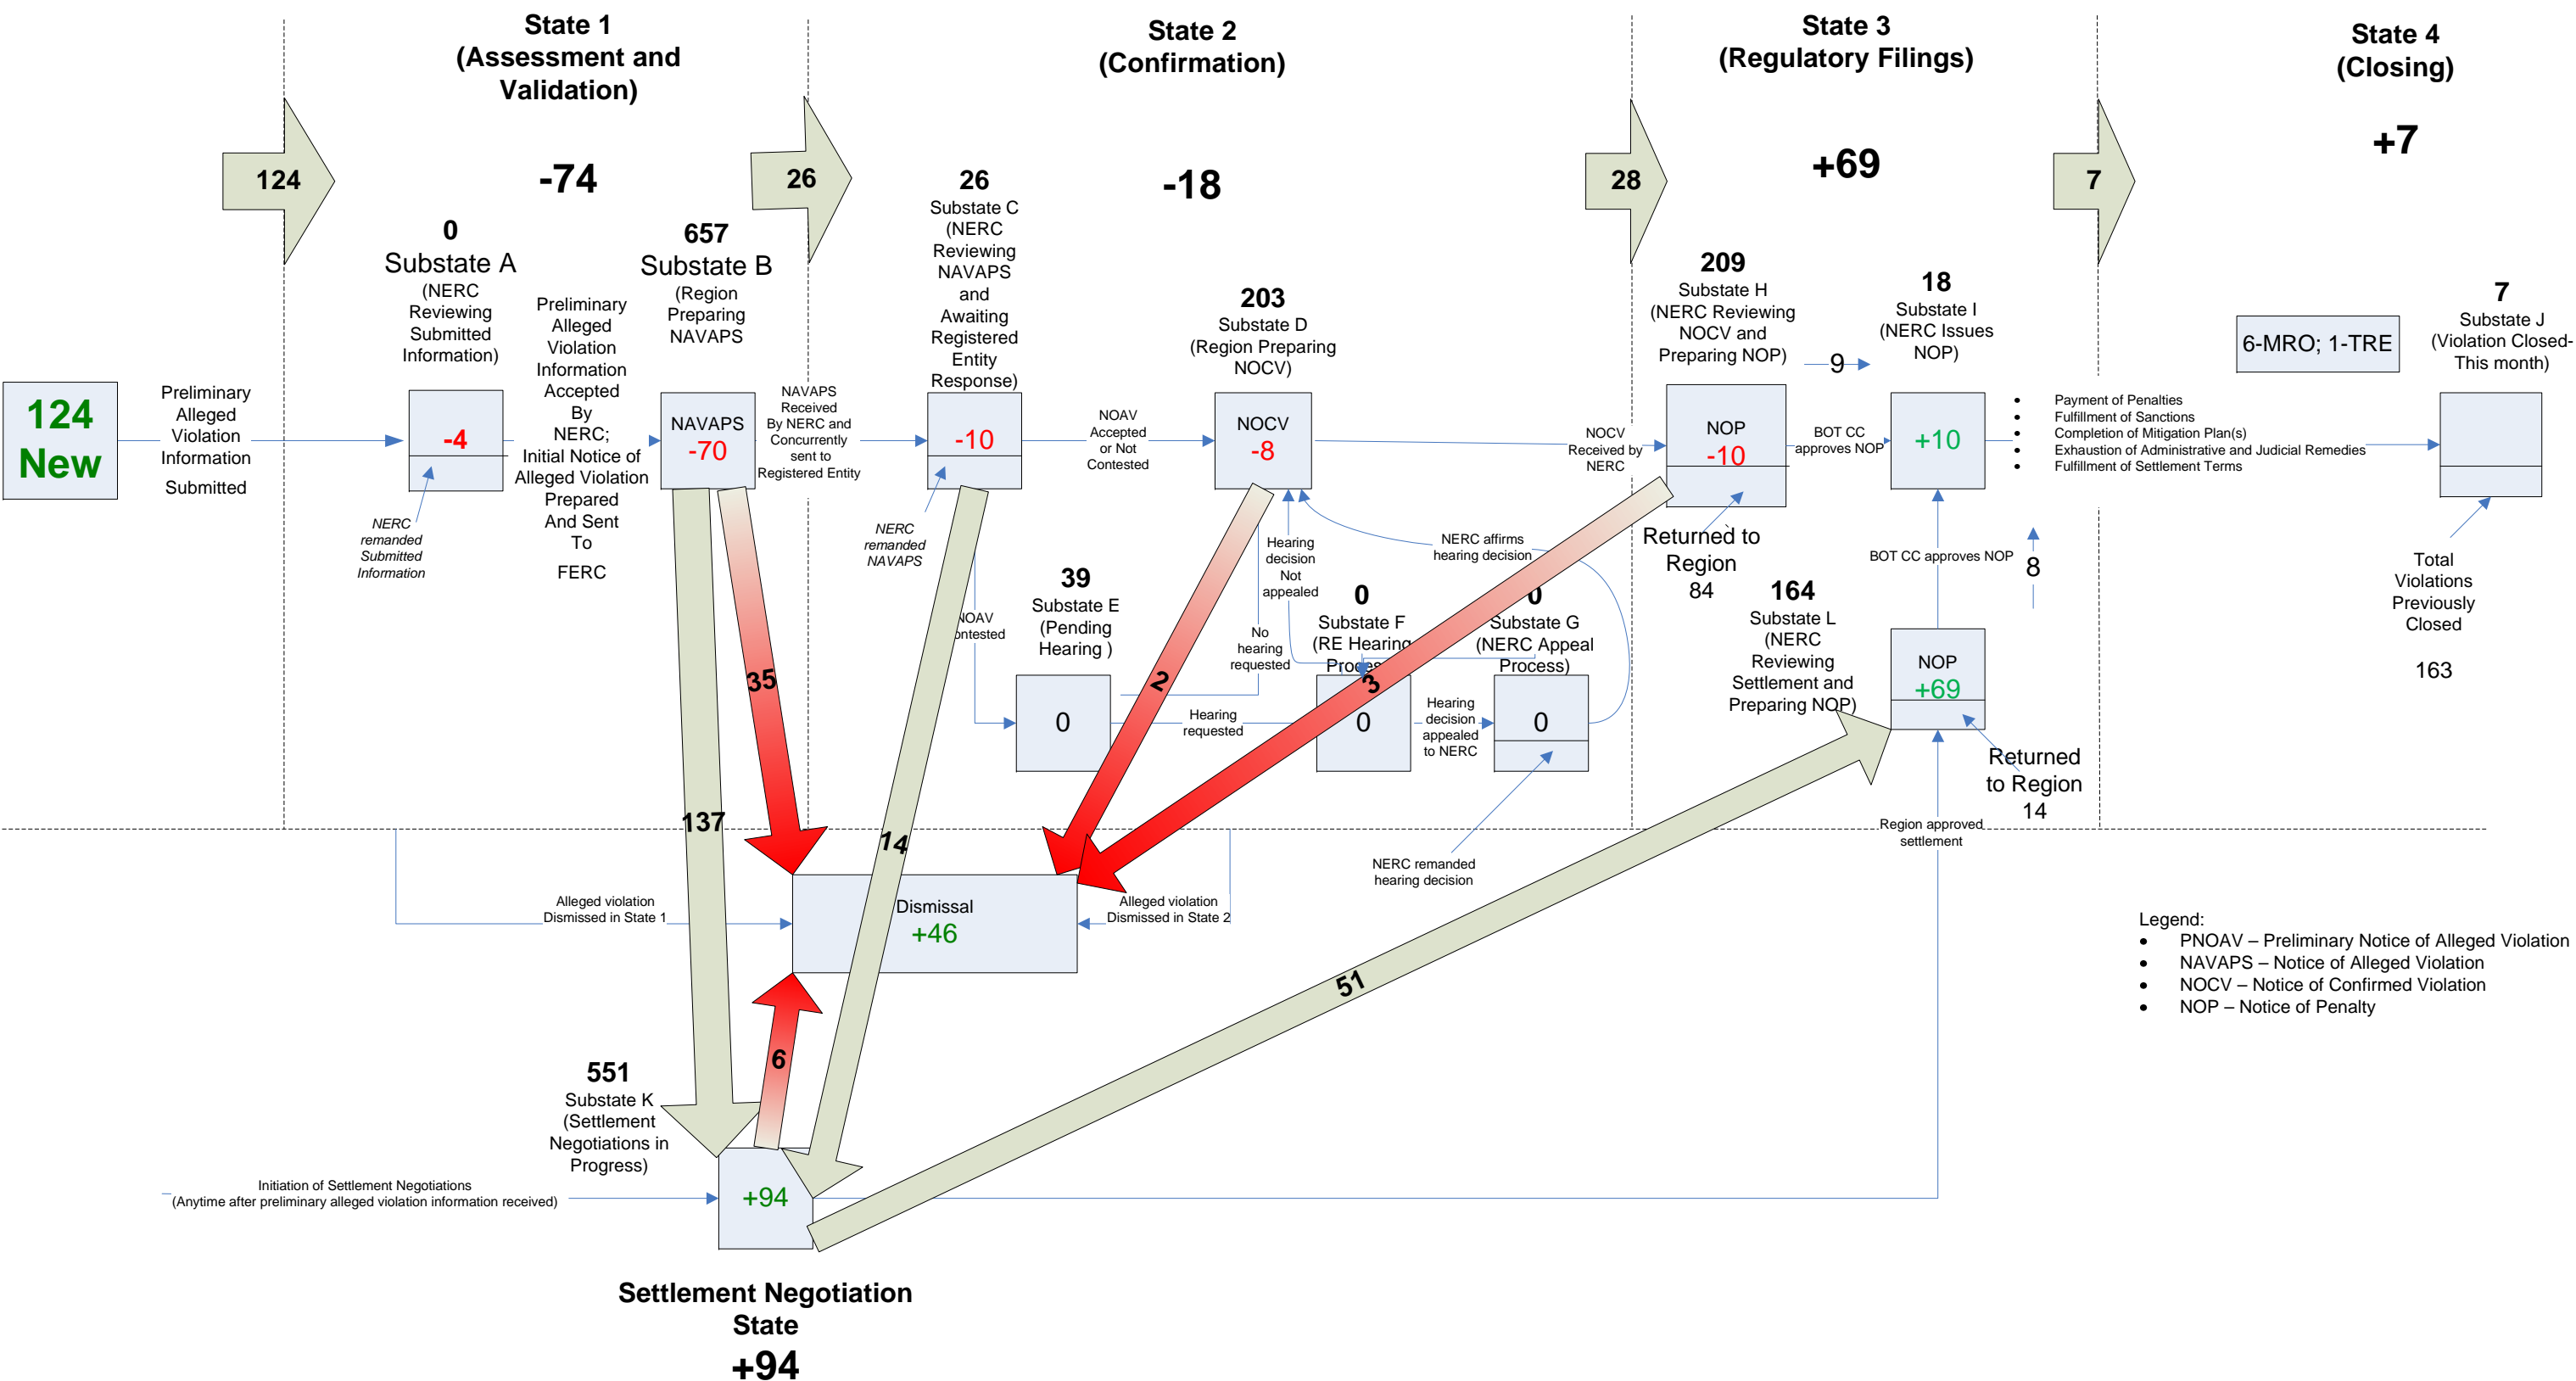 State 1
(Assessment and
Validation)
State 2
(Confirmation)
State 3
(Regulatory Filings)
State 4
(Closing)
124
-74
26
-18
28
+69
7
+7
124
New
Preliminary
Alleged
Violation
Information
Submitted
0
Substate A
(NERC
Reviewing
Submitted
Information)
-4
NERC
remanded
Submitted
Information
Preliminary
Alleged
Violation
Information
Accepted
By
NERC;
Initial Notice of
Alleged Violation
Prepared
And Sent
To
FERC
657
Substate B
(Region
Preparing
NAVAPS
NAVAPS
-70
NAVAPS
Received
By NERC and
Concurrently
sent to
Registered Entity
26
Substate C
(NERC
Reviewing
NAVAPS
and
Awaiting
Registered
Entity
Response)
-10
NERC
remanded
NAVAPS
NOAV
Accepted
or Not
Contested
203
Substate D
(Region Preparing
NOCV)
NOCV
-8
NOCV
Received by
NERC
209
Substate H
(NERC Reviewing
NOCV and
Preparing NOP)
NOP
-10
Returned to
Region
84
9
BOT CC
approves NOP
18
Substate I
(NERC Issues
NOP)
+10
• Payment of Penalties
• Fulfillment of Sanctions
• Completion of Mitigation Plan(s)
• Exhaustion of Administrative and Judicial Remedies
• Fulfillment of Settlement Terms
6-MRO; 1-TRE
7
Substate J
(Violation Closed-
This month)
Total
Violations
Previously
Closed
163
39
Substate E
(Pending
Hearing )
0
No
hearing
requested
Hearing
requested
Hearing
decision
Not
appealed
NERC affirms
hearing decision
0
Substate F
(RE Hearing
0
Hearing
decision
appealed
to NERC
0
Substate G
(NERC Appeal
Process)
0
NERC remanded
hearing decision
BOT CC approves NOP
8
164
Substate L
(NERC
Reviewing
Settlement and
Preparing NOP)
NOP
+69
Returned
to Region
14
Region approved
settlement
35
137
14
2
3
51
6
Alleged violation
Dismissed in State 1
Dismissal
+46
Alleged violation
Dismissed in State 2
Legend:
• PNOAV – Preliminary Notice of Alleged Violation
• NAVAPS – Notice of Alleged Violation
• NOCV – Notice of Confirmed Violation
• NOP – Notice of Penalty
551
Substate K
(Settlement
Negotiations in
Progress)
Initiation of Settlement Negotiations
(Anytime after preliminary alleged violation information received)
+94
Settlement Negotiation
State
+94